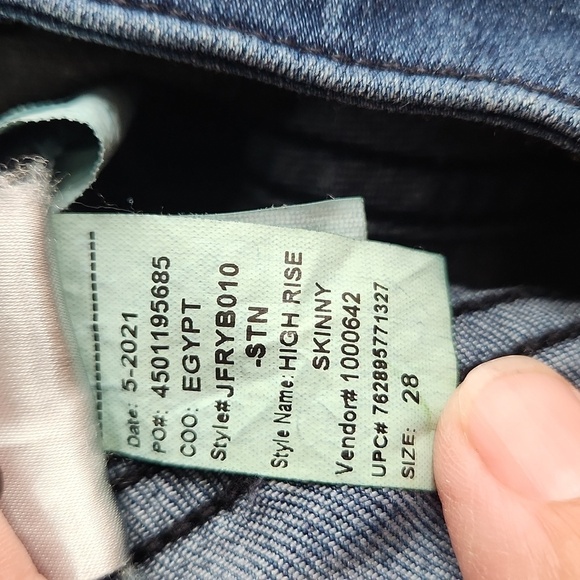 Date: 5-2021
PO#: 4501195685
COO: EGYPT
Style# JFRYB010
-STN
Style Name: HIGH RISE
SKINNY
Vendor# 1000642
UPC# 762895771327
SIZE: 28